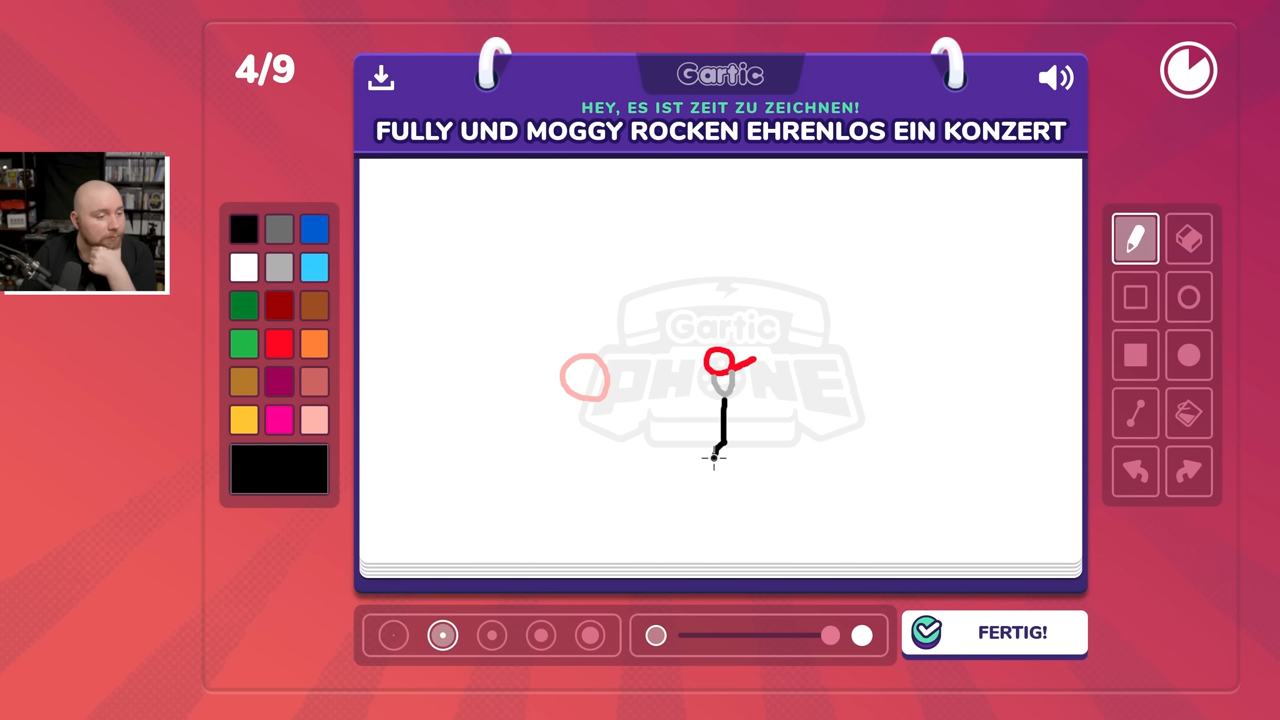 4/9
Gartic
HEY, ES IST ZEIT ZU ZEICHNEN!
FULLY UND MOGGY ROCKEN EHRENLOS EIN KONZERT
Gartic
PHONE
FERTIG!